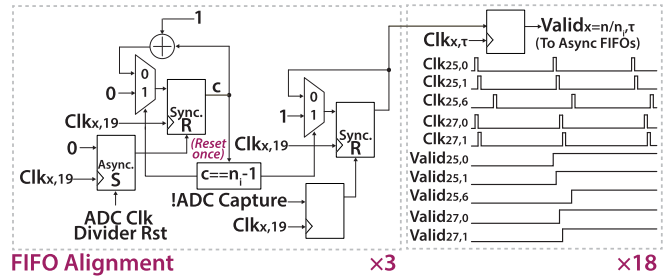 1
0
1
c
0
Sync.
R
Clkx,19
(Reset
once)
0
Async.
S
Clkx,19
ADC Clk
Divider Rst
c==ni-1
!ADC Capture
Clkx,19
0
1
1
Clkx,19
Sync.
R
FIFO Alignment
×3
Clkx,τ
Validx=n/ni,τ
(To Async FIFOs)
Clk25,0
Clk25,1
Clk25,6
Clk27,0
Clk27,1
Valid25,0
Valid25,1
Valid25,6
Valid27,0
Valid27,1
×18